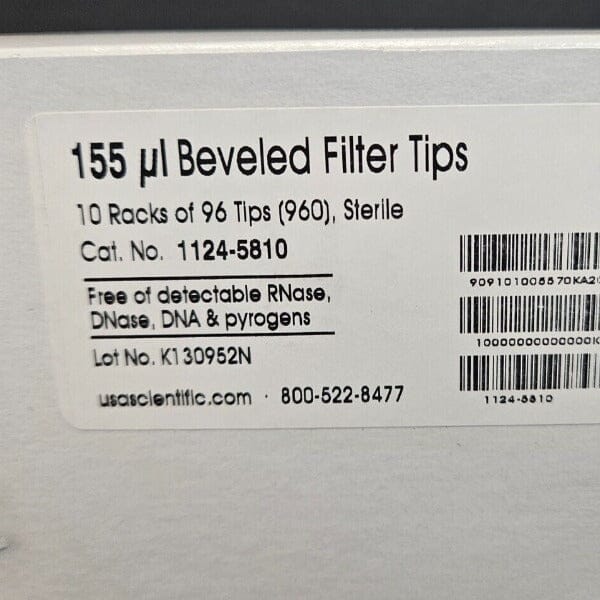 155 µl Beveled Filter Tips
10 Racks of 96 Tips (960), Sterile
Cat. No. 1124-5810
Free of detectable RNase,
DNase, DNA & pyrogens
Lot No. K130952N
usascientific.com · 800-522-8477
1124-5810